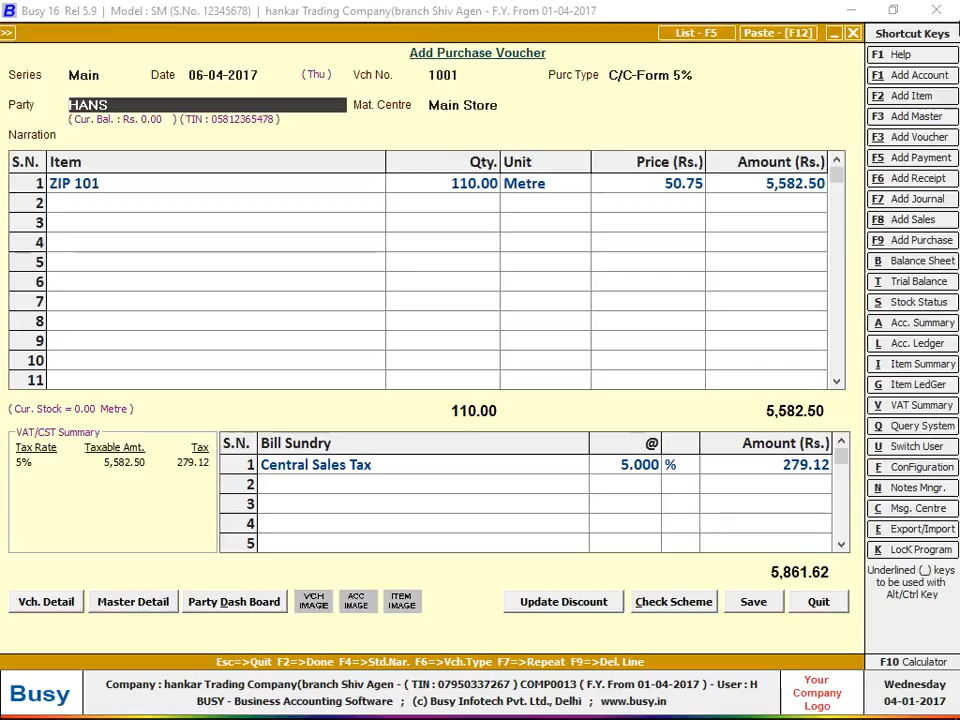 Busy 16 Rel 5.9 | Model : SM (S.No. 12345678) | hankar Trading Company(branch Shiv Agen - F.Y. From 01-04-2017
>> List - F5 Paste - [F12]
Add Purchase Voucher
Series Main Date 06-04-2017 ( Thu ) Vch No. 1001 Purc Type C/C-Form 5%
Party HANS Mat. Centre Main Store
( Cur. Bal. : Rs. 0.00 ) ( TIN : 05812365478 )
Narration
S.N. Item Qty. Unit Price (Rs.) Amount (Rs.)
1 ZIP 101 110.00 Metre 50.75 5,582.50
2
3
4
5
6
7
8
9
10
11
( Cur. Stock = 0.00 Metre ) 110.00 5,582.50
VAT/CST Summary
Tax Rate Taxable Amt. Tax
5% 5,582.50 279.12
S.N. Bill Sundry @ Amount (Rs.)
1 Central Sales Tax 5.000 % 279.12
2
3
4
5
5,861.62
Vch. Detail Master Detail Party Dash Board VCH IMAGE ACC IMAGE ITEM IMAGE Update Discount Check Scheme Save Quit
Esc=>Quit F2=>Done F4=>Std.Nar. F6=>Vch.Type F7=>Repeat F9=>Del. Line
Busy
Company : hankar Trading Company(branch Shiv Agen - ( TIN : 07950337267 ) COMP0013 ( F.Y. From 01-04-2017 ) - User : H
BUSY - Business Accounting Software ; (c) Busy Infotech Pvt. Ltd., Delhi ; www.busy.in
Your
Company
Logo
Shortcut Keys
F1 Help
F1 Add Account
F2 Add Item
F3 Add Master
F3 Add Voucher
F5 Add Payment
F6 Add Receipt
F7 Add Journal
F8 Add Sales
F9 Add Purchase
B Balance Sheet
T Trial Balance
S Stock Status
A Acc. Summary
L Acc. Ledger
I Item Summary
G Item LedGer
V VAT Summary
Q Query System
U Switch User
F ConFiguration
N Notes Mngr.
C Msg. Centre
E Export/Import
K LocK Program
Underlined (_) keys
to be used with
Alt/Ctrl Key
F10 Calculator
Wednesday
04-01-2017